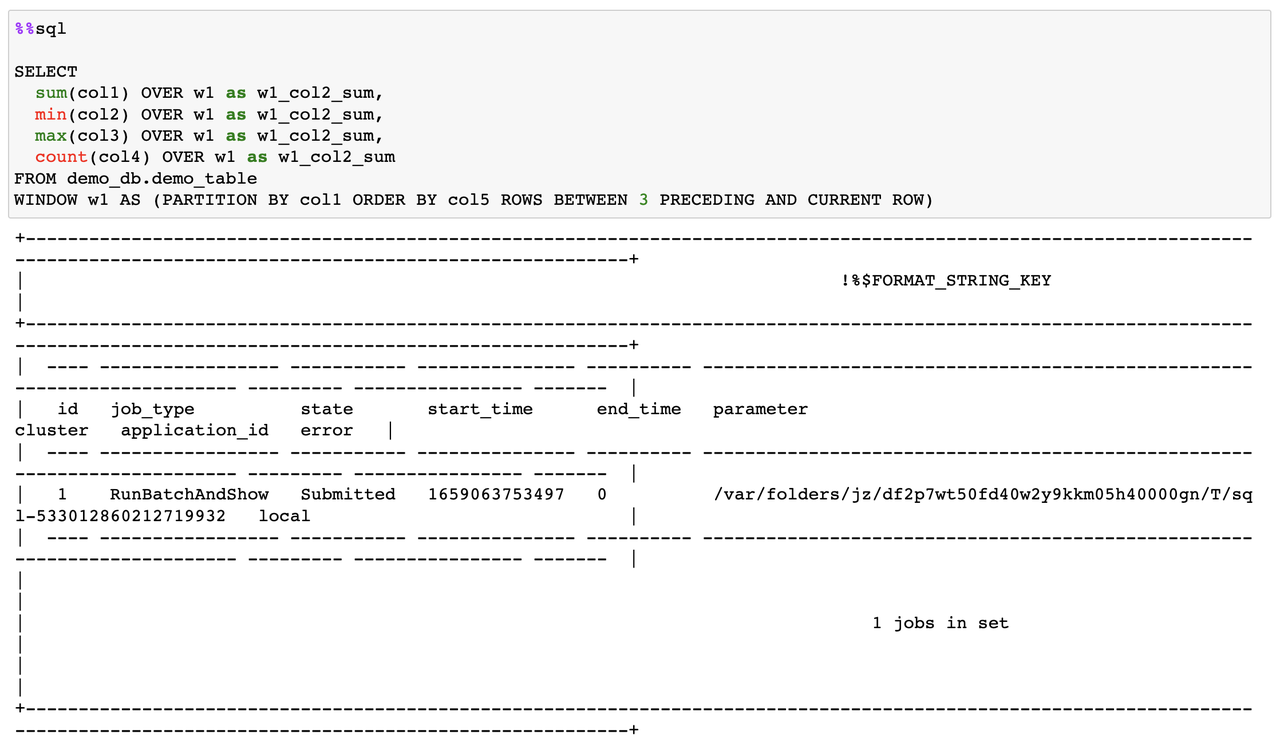 %%sql
SELECT
sum(col1) OVER w1 as w1_col2_sum,
min(col2) OVER w1 as w1_col2_sum,
max(col3) OVER w1 as w1_col2_sum,
count(col4) OVER w1 as w1_col2_sum
FROM demo_db.demo_table
WINDOW w1 AS (PARTITION BY col1 ORDER BY col5 ROWS BETWEEN 3 PRECEDING AND CURRENT ROW)
+---------------------------------------------------------------------------------------------------------------------
----------------------------------------------------------+
| !%$FORMAT_STRING_KEY
|
+---------------------------------------------------------------------------------------------------------------------
----------------------------------------------------------+
| ---- ----------------- ----------- --------------- ---------- ----------------------------------------------------
--------------------- --------- ---------------- ------- |
| id job_type state start_time end_time parameter
cluster application_id error |
| ---- ----------------- ----------- --------------- ---------- ----------------------------------------------------
--------------------- --------- ---------------- ------- |
| 1 RunBatchAndShow Submitted 1659063753497 0 /var/folders/jz/df2p7wt50fd40w2y9kkm05h40000gn/T/sq
l-533012860212719932 local |
| ---- ----------------- ----------- --------------- ---------- ----------------------------------------------------
--------------------- --------- ---------------- ------- |
|
|
| 1 jobs in set
|
|
|
+---------------------------------------------------------------------------------------------------------------------
----------------------------------------------------------+